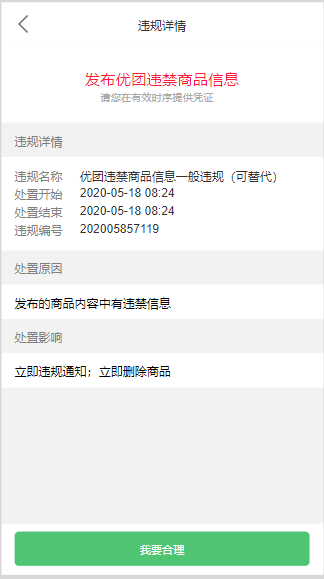 违规详情
发布优团违禁商品信息
请您在有效时序提供凭证
违规详情
违规名称 优团违禁商品信息一般违规（可替代）
处置开始 2020-05-18 08:24
处置结束 2020-05-18 08:24
违规编号 202005857119
处置原因
发布的商品内容中有违禁信息
处置影响
立即违规通知；立即删除商品
我要合理